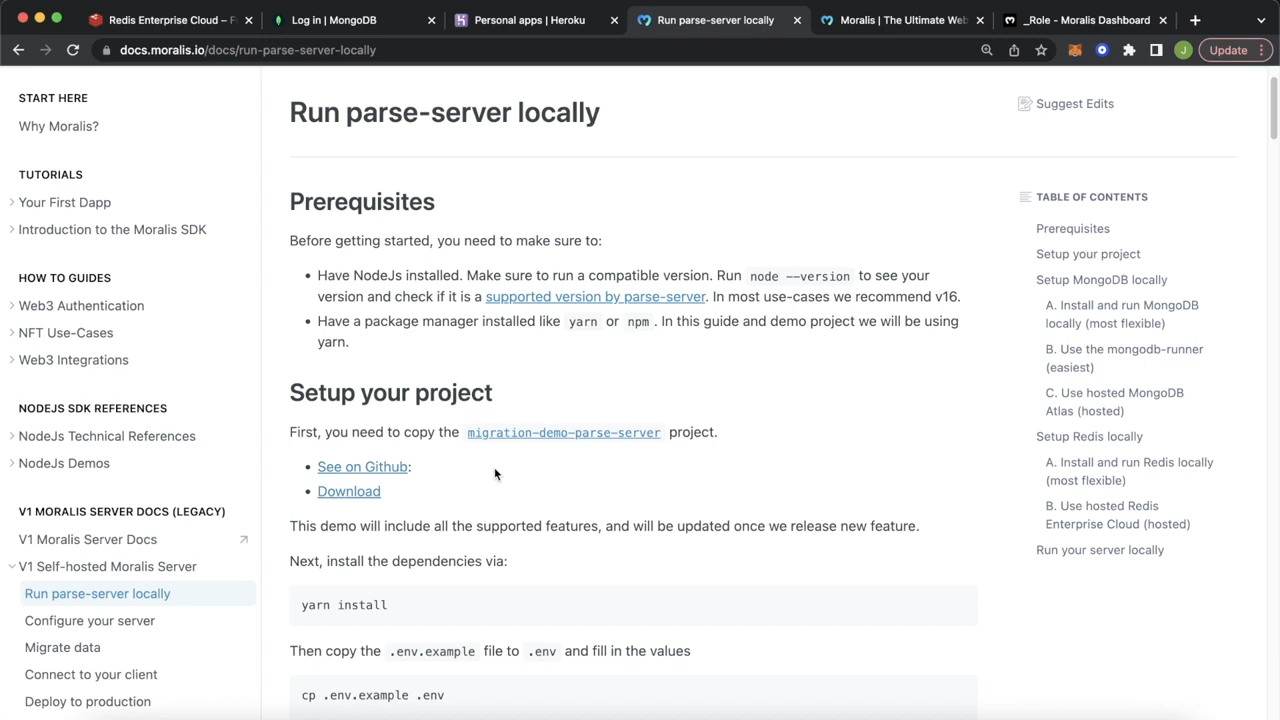 Redis Enterprise Cloud – F
Log in | MongoDB
Personal apps | Heroku
Run parse-server locally
Moralis | The Ultimate Web
_Role - Moralis Dashboard
docs.moralis.io/docs/run-parse-server-locally
J
Update
START HERE
Why Moralis?
TUTORIALS
Your First Dapp
Introduction to the Moralis SDK
HOW TO GUIDES
Web3 Authentication
NFT Use-Cases
Web3 Integrations
NODEJS SDK REFERENCES
NodeJs Technical References
NodeJs Demos
V1 MORALIS SERVER DOCS (LEGACY)
V1 Moralis Server Docs
V1 Self-hosted Moralis Server
Run parse-server locally
Configure your server
Migrate data
Connect to your client
Deploy to production
Run parse-server locally
Prerequisites
Before getting started, you need to make sure to:
• Have NodeJs installed. Make sure to run a compatible version. Run node --version to see your
version and check if it is a supported version by parse-server. In most use-cases we recommend v16.
• Have a package manager installed like yarn or npm . In this guide and demo project we will be using
yarn.
Setup your project
First, you need to copy the migration-demo-parse-server project.
• See on Github:
• Download
This demo will include all the supported features, and will be updated once we release new feature.
Next, install the dependencies via:
yarn install
Then copy the .env.example file to .env and fill in the values
cp .env.example .env
Suggest Edits
TABLE OF CONTENTS
Prerequisites
Setup your project
Setup MongoDB locally
A. Install and run MongoDB
locally (most flexible)
B. Use the mongodb-runner
(easiest)
C. Use hosted MongoDB
Atlas (hosted)
Setup Redis locally
A. Install and run Redis locally
(most flexible)
B. Use hosted Redis
Enterprise Cloud (hosted)
Run your server locally